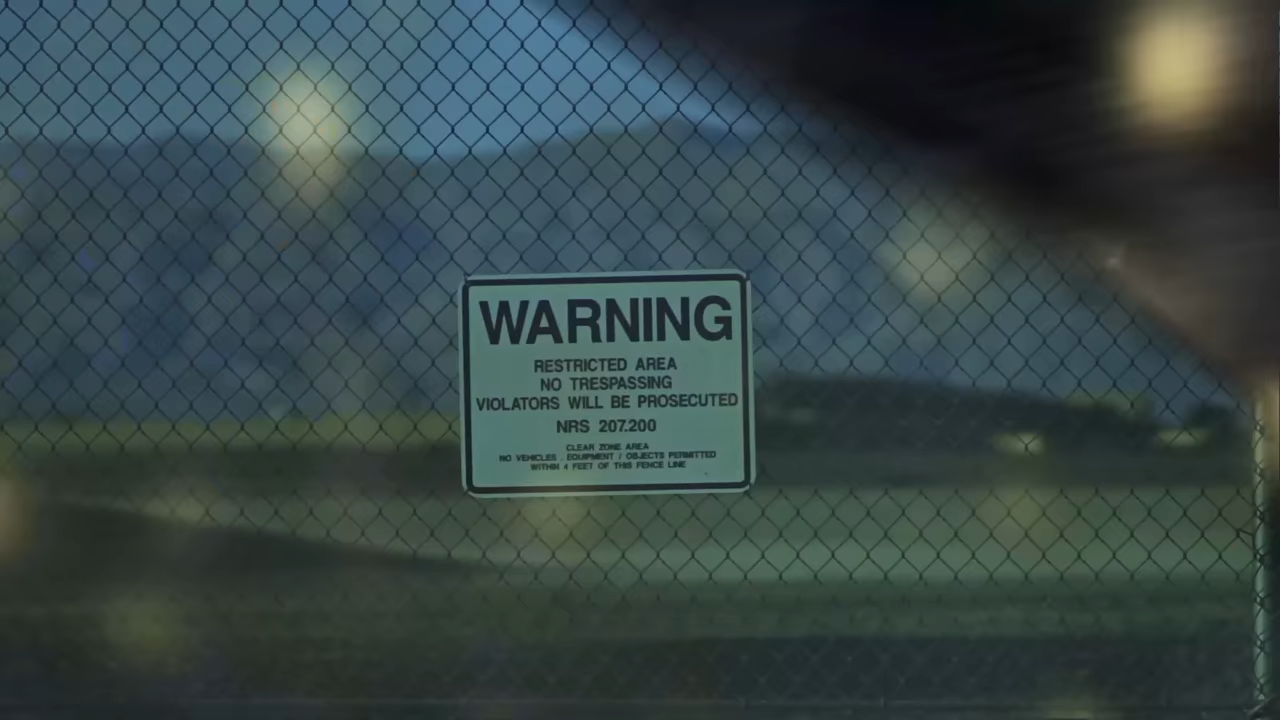 WARNING
RESTRICTED AREA
NO TRESPASSING
VIOLATORS WILL BE PROSECUTED
NRS 207.200
CLEAR ZONE AREA
NO VEHICLES . EQUIPMENT / OBJECTS PERMITTED
WITHIN 4 FEET OF THIS FENCE LINE